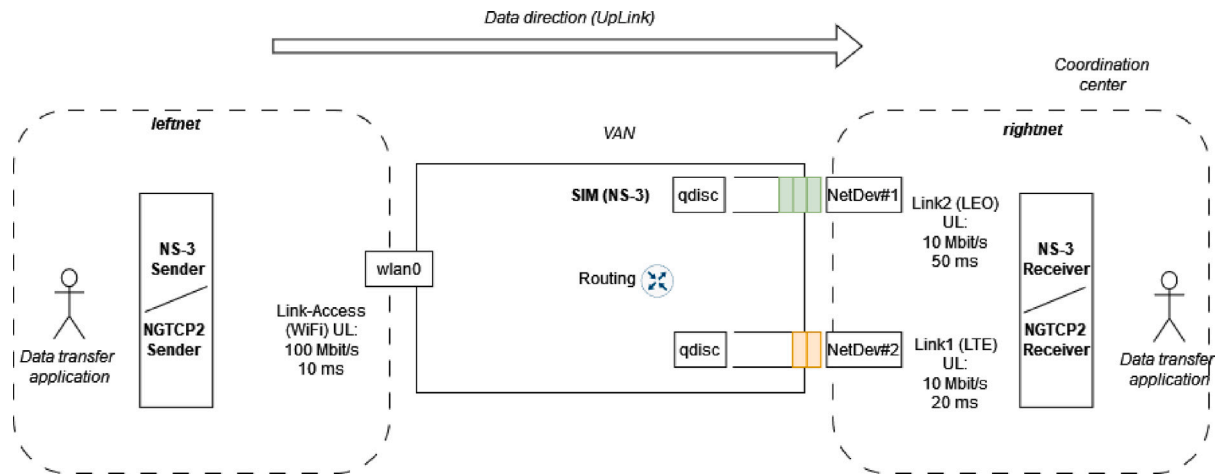 Data direction (UpLink)
Coordination
center
leftnet
VAN
rightnet
SIM (NS-3)
qdisc
NetDev#1
Link2 (LEO)
UL:
10 Mbit/s
50 ms
NS-3
Sender
NGTCP2
Sender
Data transfer
application
wlan0
Link-Access
(WiFi) UL:
100 Mbit/s
10 ms
Routing
qdisc
NetDev#2
Link1 (LTE)
UL:
10 Mbit/s
20 ms
NS-3
Receiver
NGTCP2
Receiver
Data transfer
application